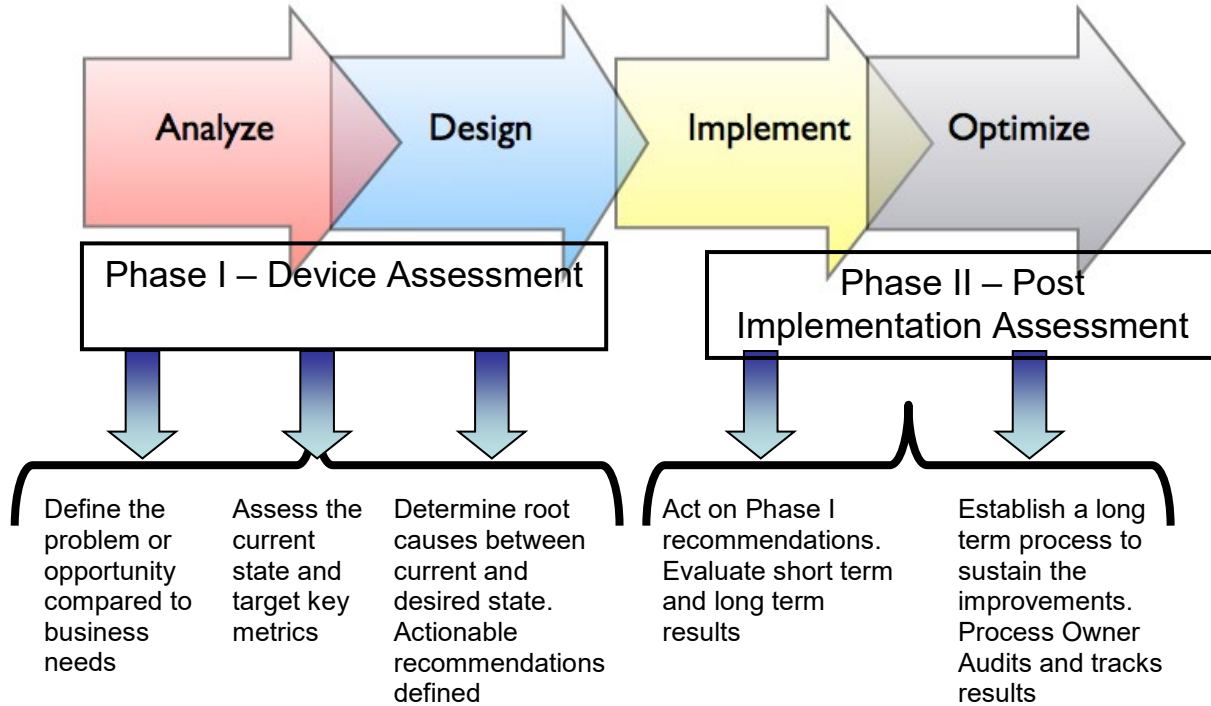 Analyze
Design
Implement
Optimize
Phase I – Device Assessment
Phase II – Post
Implementation Assessment
Define the
problem or
opportunity
compared to
business
needs
Assess the
current
state and
target key
metrics
Determine root
causes between
current and
desired state.
Actionable
recommendations
defined
Act on Phase I
recommendations.
Evaluate short term
and long term
results
Establish a long
term process to
sustain the
improvements.
Process Owner
Audits and tracks
results